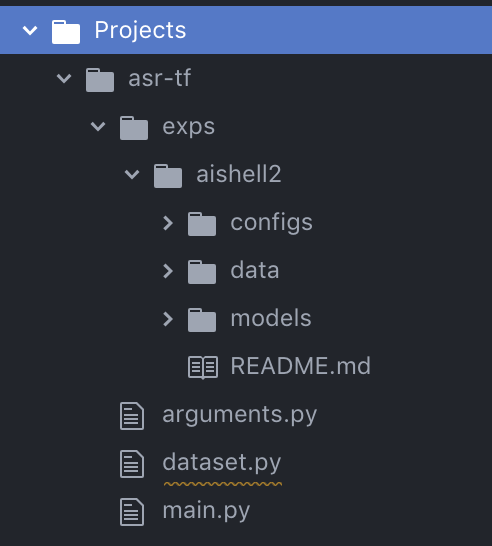 Projects
asr-tf
exps
aishell2
configs
data
models
README.md
arguments.py
dataset.py
main.py